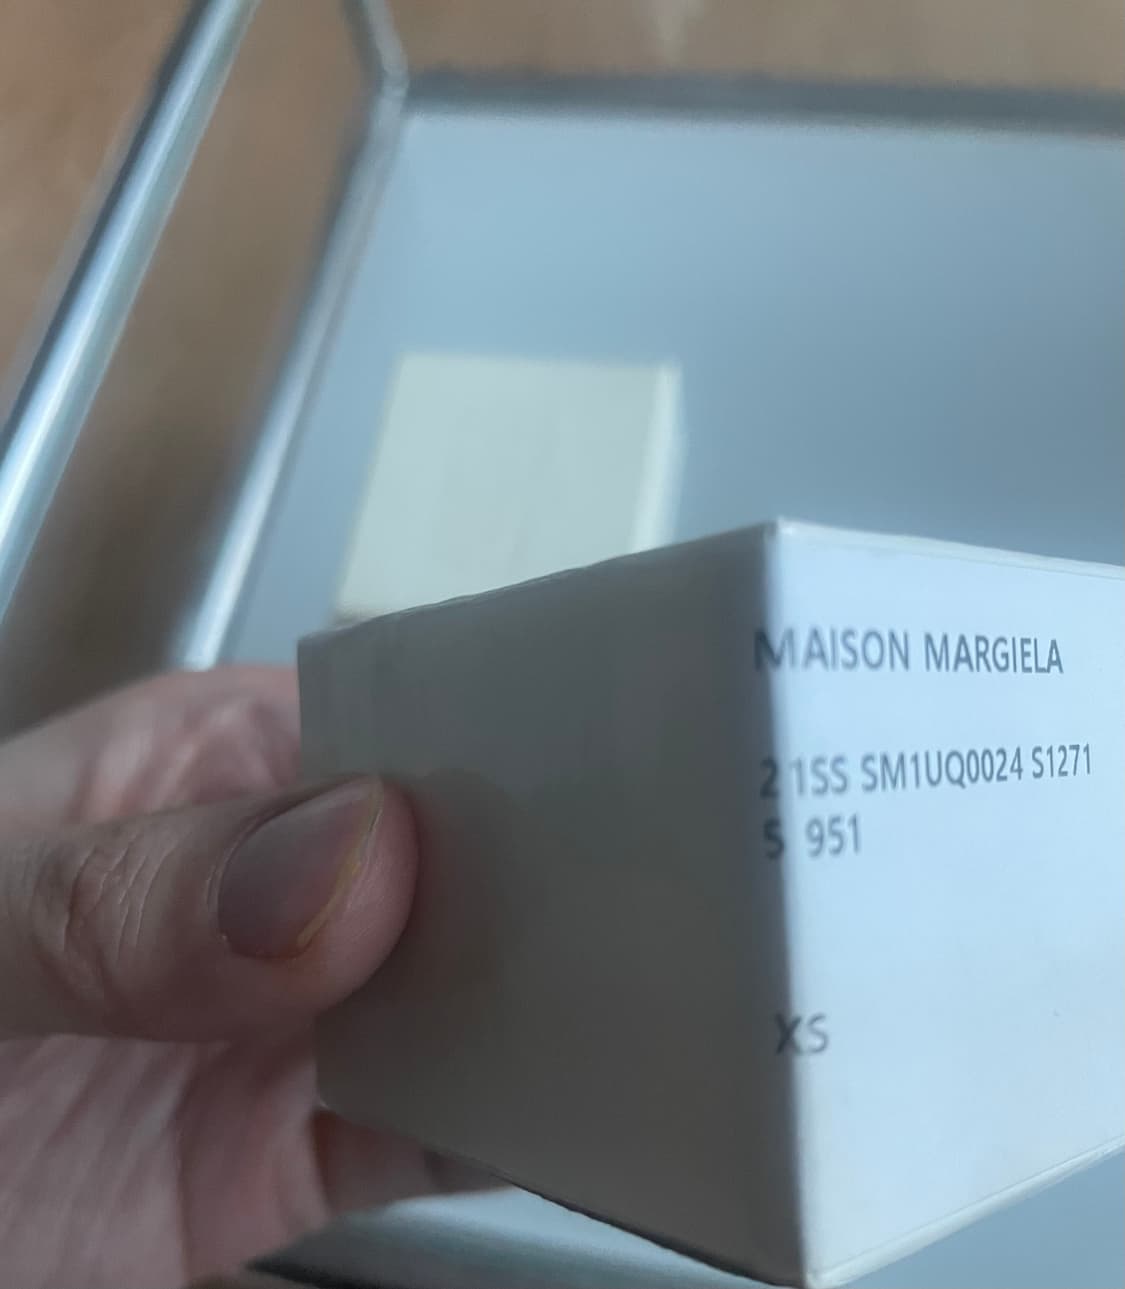 MAISON MARGIELA
21SS SM1UQ0024 S1271
5 951
XS